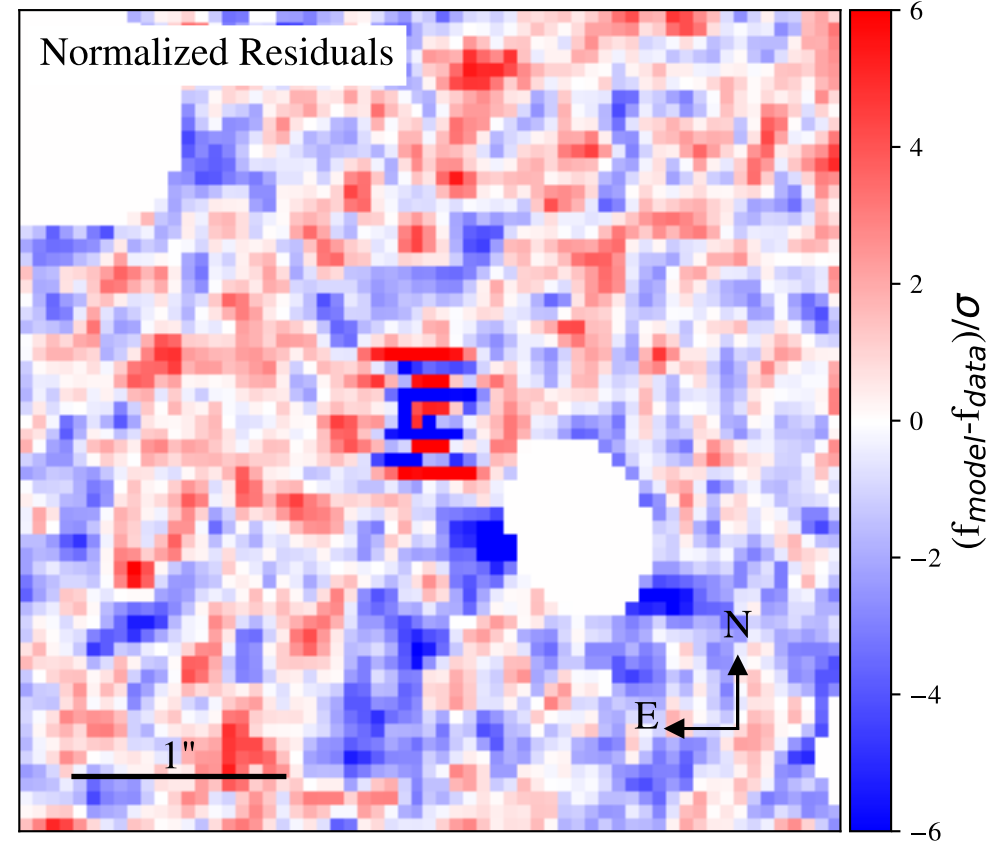 Normalized Residuals
6
4
2
0
−2
−4
−6
(f_model-f_data)/σ
N
E
1"